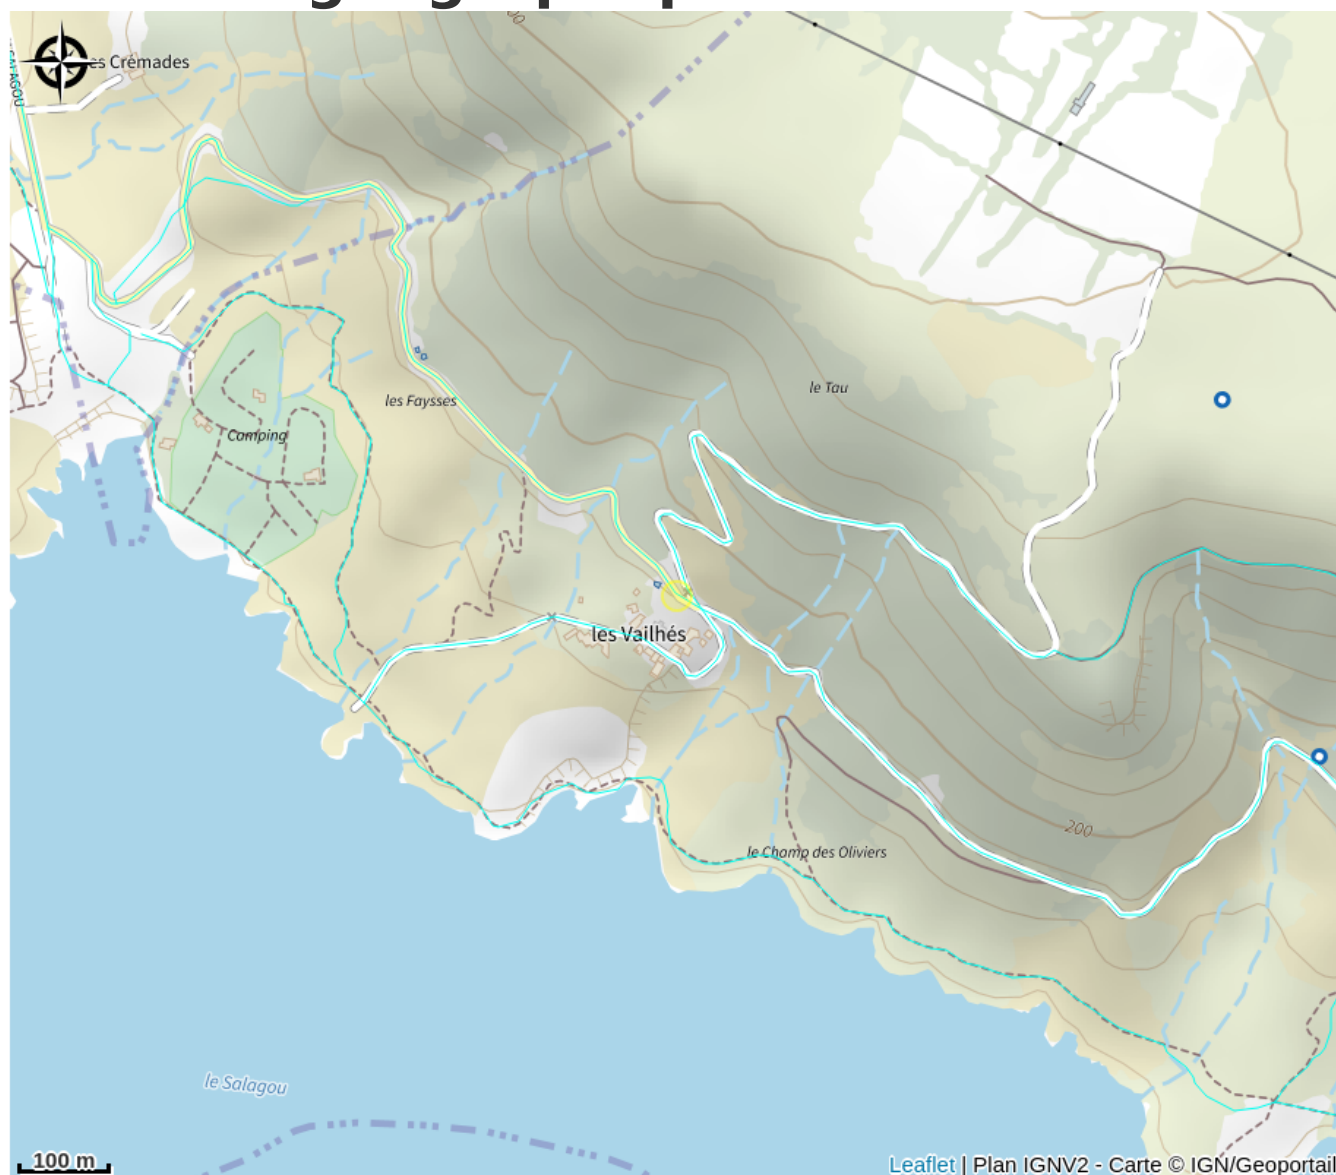 es Crémades
le Tau
les Faysses
Camping
les Vailhés
200
le Champ des Oliviers
le Salagou
100 m
Leaflet | Plan IGNV2 - Carte © IGN/Geoportail